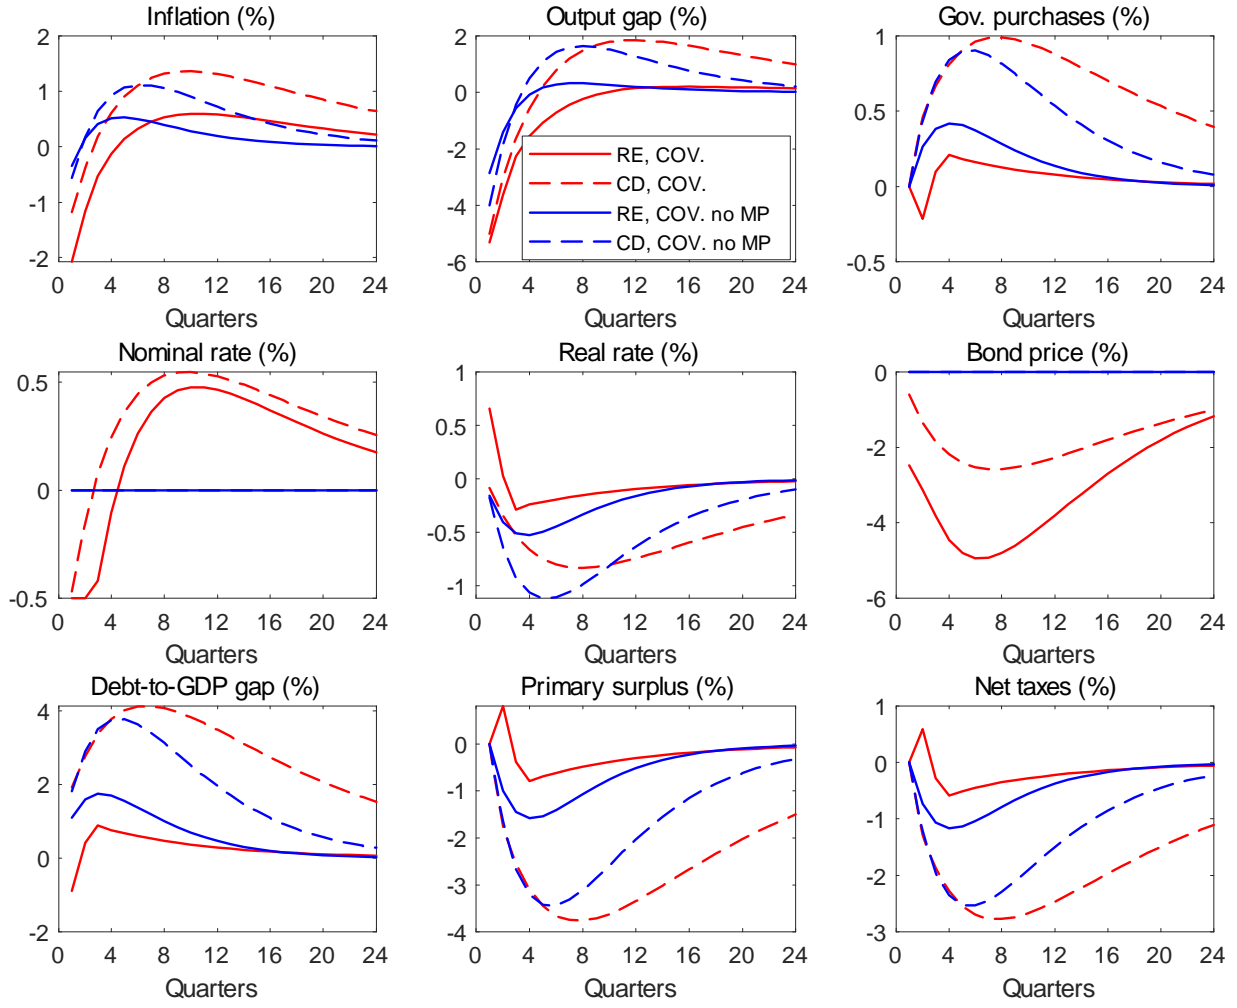 Inflation (%)
Output gap (%)
Gov. purchases (%)
2
1
0
-1
-2
0 4 8 12 16 20 24
Quarters
2
0
-2
-4
-6
0 4 8 12 16 20 24
Quarters
RE, COV.
CD, COV.
RE, COV. no MP
CD, COV. no MP
1
0.5
0
-0.5
0 4 8 12 16 20 24
Quarters
Nominal rate (%)
Real rate (%)
Bond price (%)
0.5
0
-0.5
0 4 8 12 16 20 24
Quarters
1
0.5
0
-0.5
-1
0 4 8 12 16 20 24
Quarters
0
-2
-4
-6
0 4 8 12 16 20 24
Quarters
Debt-to-GDP gap (%)
Primary surplus (%)
Net taxes (%)
4
2
0
-2
0 4 8 12 16 20 24
Quarters
0
-1
-2
-3
-4
0 4 8 12 16 20 24
Quarters
1
0
-1
-2
-3
0 4 8 12 16 20 24
Quarters